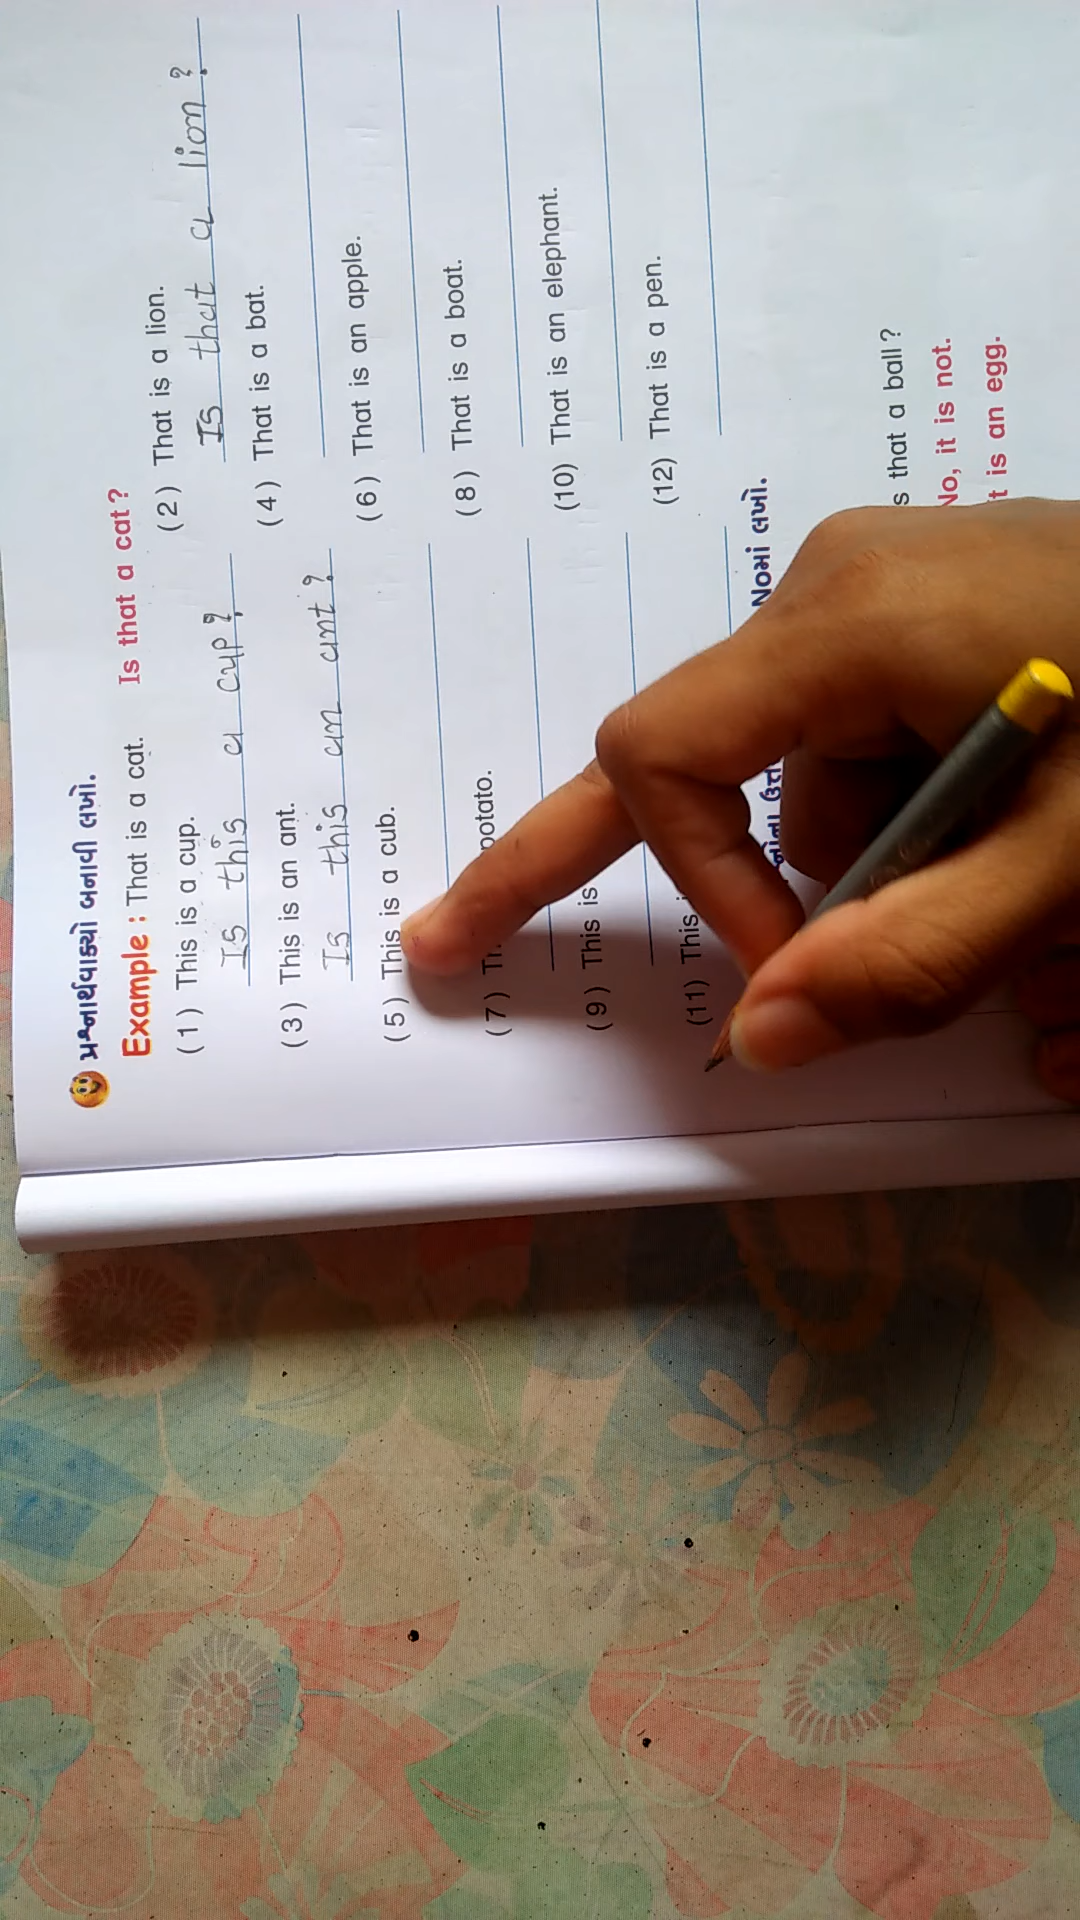 પ્રશ્નાર્થવાક્યો બનાવી લખો.
Example : That is a cat. Is that a cat ?
(1) This is a cup. (2) That is a lion.
Is this a cup ? Is that a lion ?
(3) This is an ant. (4) That is a bat.
Is this an ant ?
(5) This is a cub. (6) That is an apple.
(7) potato. (8) That is a boat.
(9) This is (10) That is an elephant.
(11) This (12) That is a pen.
Noમાં લખો.
that a ball ?
No, it is not.
is an egg.